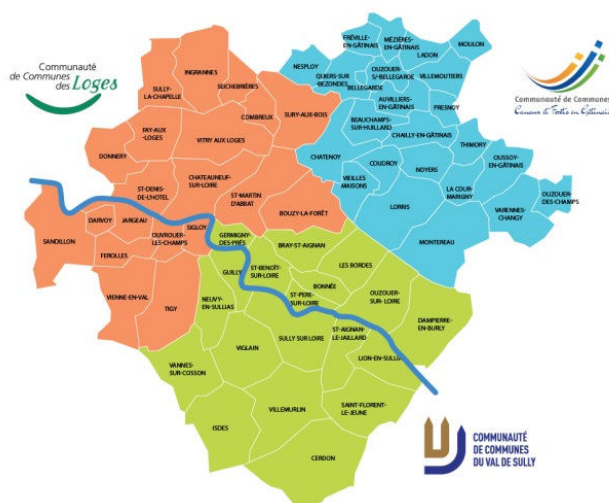 Communauté
de Communes
des Loges
Communauté de Communes
Canaux & Forêts en Gâtinais
COMMUNAUTÉ
DE COMMUNES
DU VAL DE SULLY
INGRANNES
SULLY-
LA-CHAPELLE
SEICHEBRIÈRES
COMBREUX
SURY-AUX-BOIS
FAY-AUX
-LOGES
VITRY AUX LOGES
DONNERY
CHATEAUNEUF-
SUR-LOIRE
ST-DENIS-
DE-L'HOTEL
ST-MARTIN
D'ABBAT
BOUZY-LA-FORÊT
DARVOY
JARGEAU
SIGLOY
OUVROUER-
LES-CHAMPS
SANDILLON
FEROLLES
VIENNE-EN-VAL
TIGY
FRÉVILLE-
EN-GÂTINAIS
MÉZIÈRES-
EN-GÂTINAIS
MOULON
LADON
NESPLOY
QUIERS-SUR
-BEZONDES
OUZOUER-
S/-BELLEGARDE
VILLEMOUTIERS
BELLEGARDE
AUVILLIERS-
EN-GÂTINAIS
PRESNOY
BEAUCHAMPS
-SUR-HUILLARD
CHAILLY-EN-GÂTINAIS
THIMORY
CHATENOY
COUDROY
VIEILLES
MAISONS
NOYERS
OUSSOY-
EN-GÂTINAIS
LA COUR-
MARIGNY
OUZOUER-
DES-CHAMPS
LORRIS
VARENNES-
CHANGY
MONTEREAU
GERMIGNY-
DES-PRÉS
BRAY-ST-AIGNAN
GUILLY
ST-BENOÎT-
SUR-LOIRE
LES BORDES
BONNÉE
ST-PERE-
SUR-LOIRE
OUZOUER-
SUR-LOIRE
NEUVY-
EN-SULLIAS
DAMPIERRE-
EN-BURLY
VIGLAIN
SULLY SUR LOIRE
ST-AIGNAN-
LE-JAILLARD
LION-EN-SULLIAS
VANNES-
SUR-COSSON
VILLEMURLIN
SAINT-FLORENT-
LE-JEUNE
ISDES
CERDON